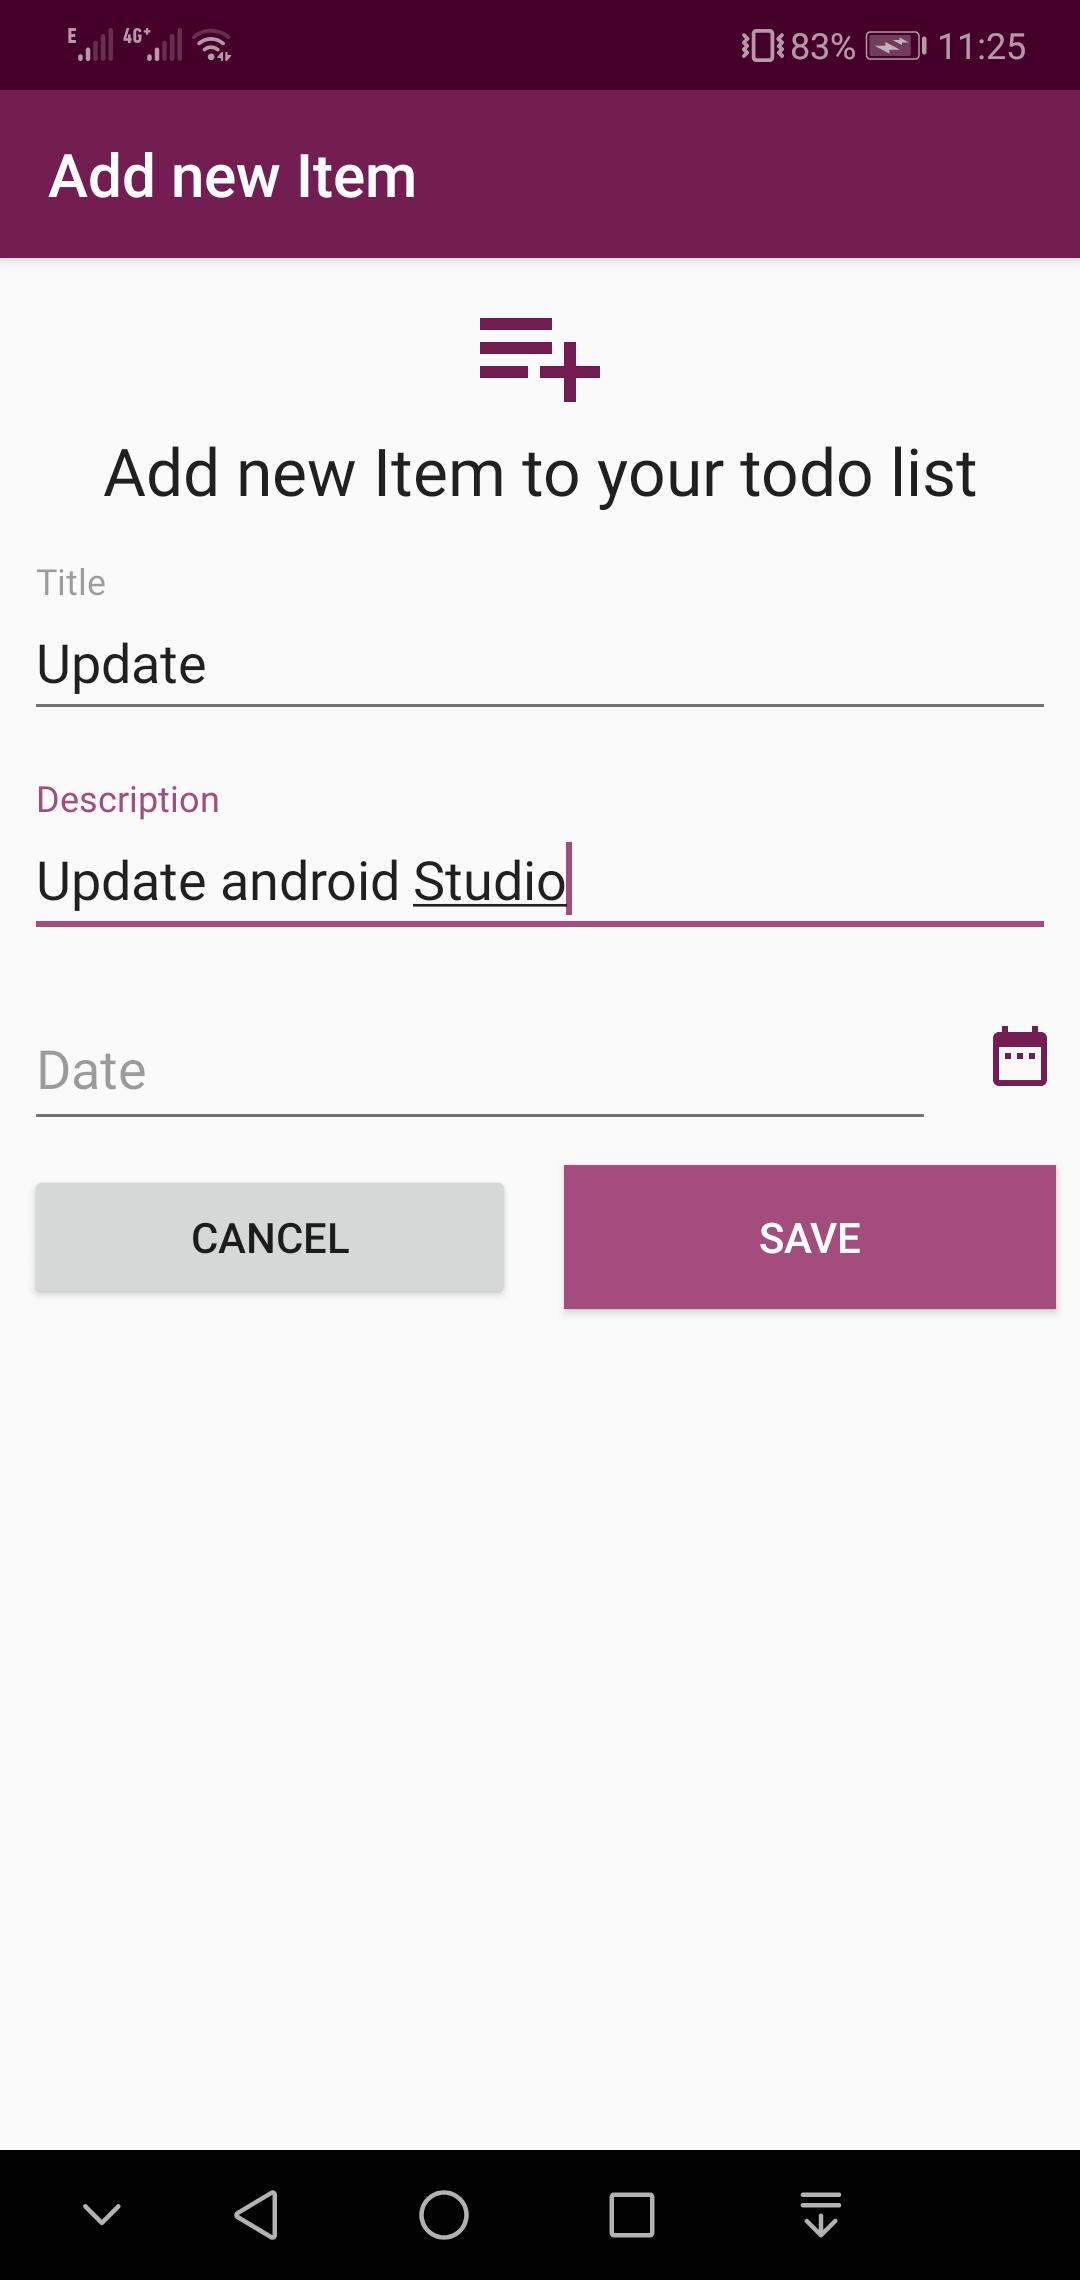 E 4G+ 83% 11:25
Add new Item
Add new Item to your todo list
Title
Update
Description
Update android Studio
Date
CANCEL SAVE